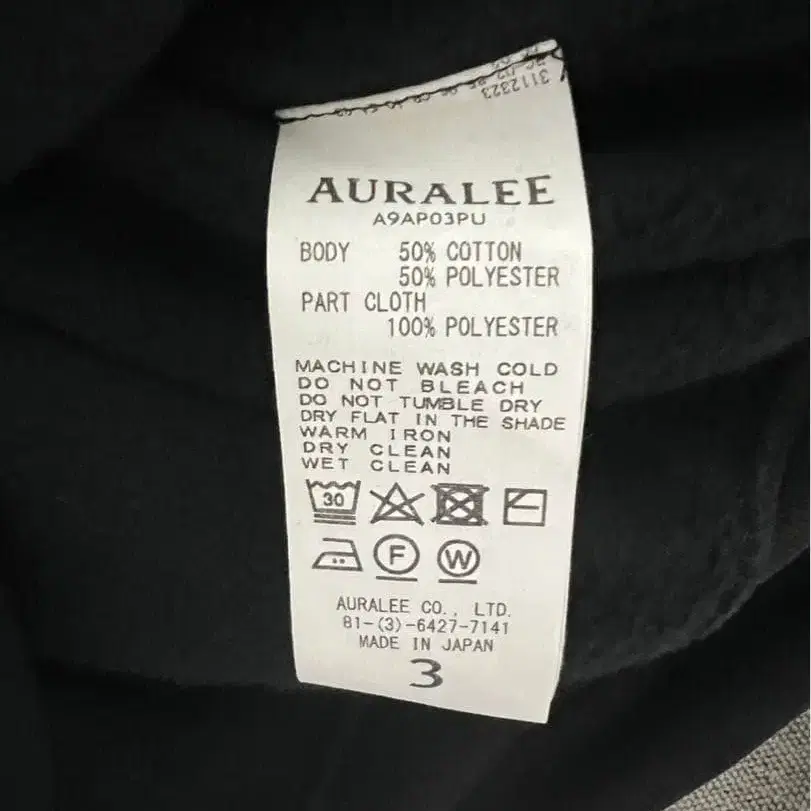 3112323
AURALEE
A9AP03PU
BODY 50% COTTON
50% POLYESTER
PART CLOTH
100% POLYESTER
MACHINE WASH COLD
DO NOT BLEACH
DO NOT TUMBLE DRY
DRY FLAT IN THE SHADE
WARM IRON
DRY CLEAN
WET CLEAN
30
F W
AURALEE CO., LTD.
81-(3)-6427-7141
MADE IN JAPAN
3